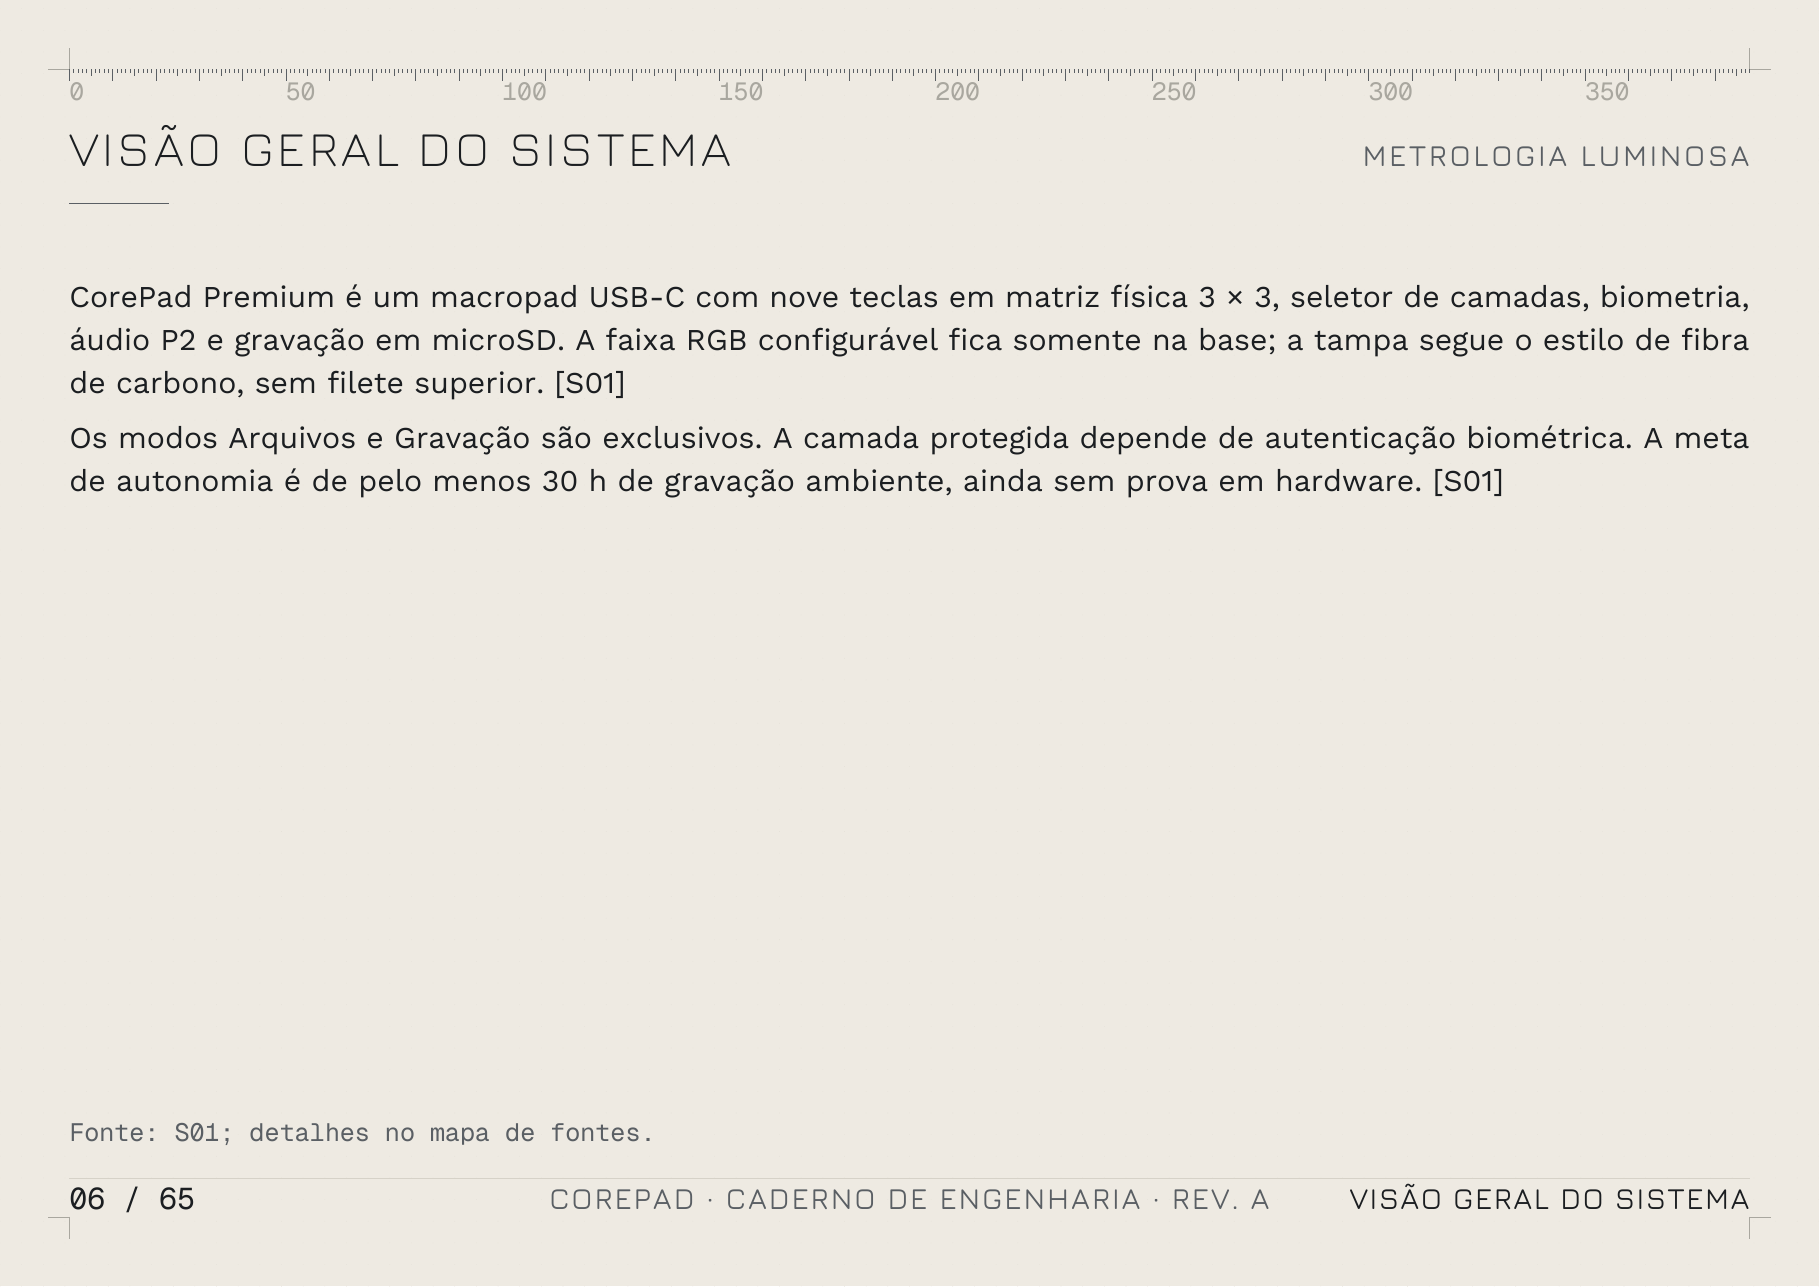 0 50 100 150 200 250 300 350
VISÃO GERAL DO SISTEMA
METROLOGIA LUMINOSA
CorePad Premium é um macropad USB-C com nove teclas em matriz física 3 × 3, seletor de camadas, biometria,
áudio P2 e gravação em microSD. A faixa RGB configurável fica somente na base; a tampa segue o estilo de fibra
de carbono, sem filete superior. [S01]
Os modos Arquivos e Gravação são exclusivos. A camada protegida depende de autenticação biométrica. A meta
de autonomia é de pelo menos 30 h de gravação ambiente, ainda sem prova em hardware. [S01]
Fonte: S01; detalhes no mapa de fontes.
06 / 65
COREPAD · CADERNO DE ENGENHARIA · REV. A
VISÃO GERAL DO SISTEMA